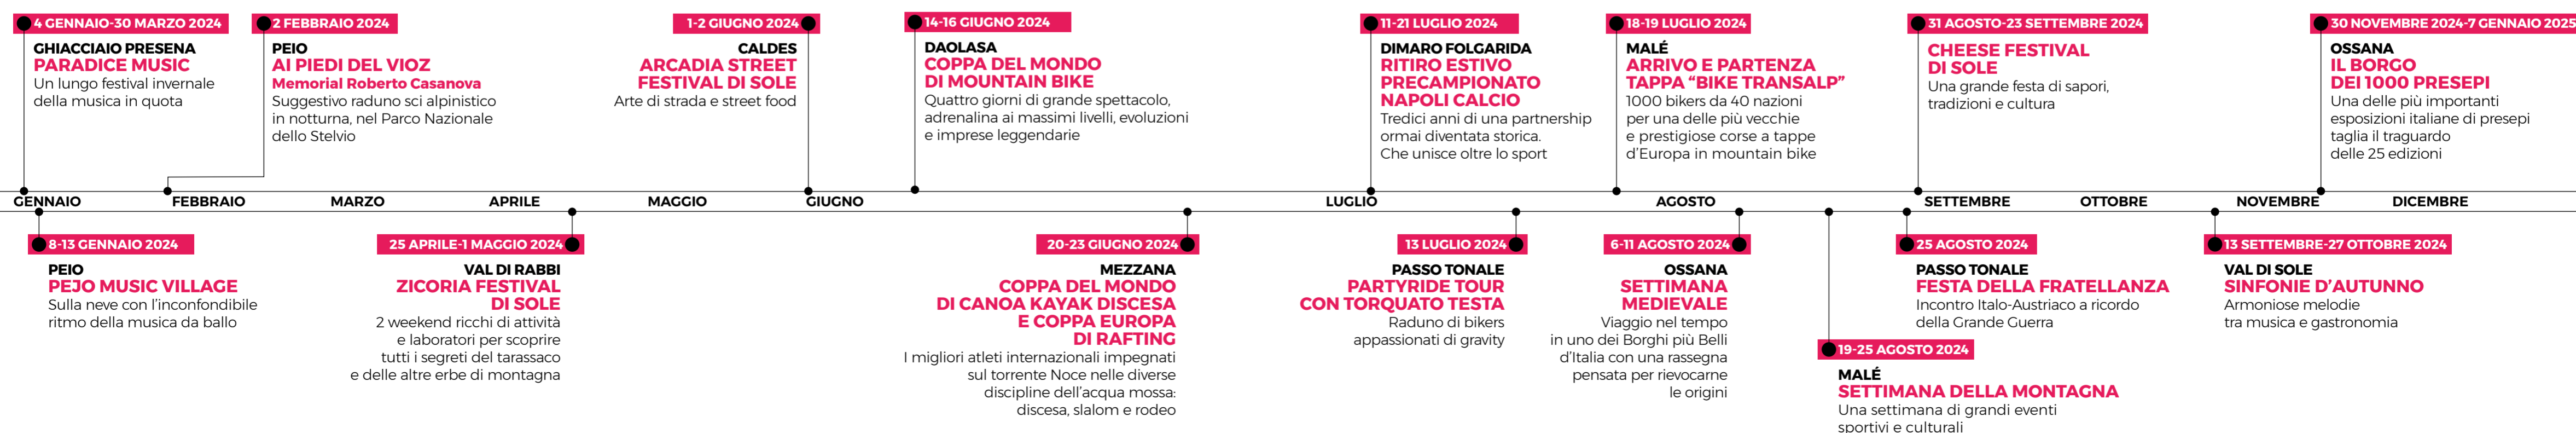 4 GENNAIO-30 MARZO 2024
GHIACCIAIO PRESENA
PARADICE MUSIC
Un lungo festival invernale
della musica in quota
2 FEBBRAIO 2024
PEIO
AI PIEDI DEL VIOZ
Memorial Roberto Casanova
Suggestivo raduno sci alpinistico
in notturna, nel Parco Nazionale
dello Stelvio
1-2 GIUGNO 2024
CALDES
ARCADIA STREET
FESTIVAL DI SOLE
Arte di strada e street food
14-16 GIUGNO 2024
DAOLASA
COPPA DEL MONDO
DI MOUNTAIN BIKE
Quattro giorni di grande spettacolo,
adrenalina ai massimi livelli, evoluzioni
e imprese leggendarie
11-21 LUGLIO 2024
DIMARO FOLGARIDA
RITIRO ESTIVO
PRECAMPIONATO
NAPOLI CALCIO
Tredici anni di una partnership
ormai diventata storica.
Che unisce oltre lo sport
18-19 LUGLIO 2024
MALÉ
ARRIVO E PARTENZA
TAPPA “BIKE TRANSALP”
1000 bikers da 40 nazioni
per una delle più vecchie
e prestigiose corse a tappe
d’Europa in mountain bike
31 AGOSTO-23 SETTEMBRE 2024
CHEESE FESTIVAL
DI SOLE
Una grande festa di sapori,
tradizioni e cultura
30 NOVEMBRE 2024-7 GENNAIO 2025
OSSANA
IL BORGO
DEI 1000 PRESEPI
Una delle più importanti
esposizioni italiane di presepi
taglia il traguardo
delle 25 edizioni
GENNAIO FEBBRAIO MARZO APRILE MAGGIO GIUGNO LUGLIO AGOSTO SETTEMBRE OTTOBRE NOVEMBRE DICEMBRE
8-13 GENNAIO 2024
PEIO
PEJO MUSIC VILLAGE
Sulla neve con l’inconfondibile
ritmo della musica da ballo
25 APRILE-1 MAGGIO 2024
VAL DI RABBI
ZICORIA FESTIVAL
DI SOLE
2 weekend ricchi di attività
e laboratori per scoprire
tutti i segreti del tarassaco
e delle altre erbe di montagna
20-23 GIUGNO 2024
MEZZANA
COPPA DEL MONDO
DI CANOA KAYAK DISCESA
E COPPA EUROPA
DI RAFTING
I migliori atleti internazionali impegnati
sul torrente Noce nelle diverse
discipline dell’acqua mossa:
discesa, slalom e rodeo
13 LUGLIO 2024
PASSO TONALE
PARTYRIDE TOUR
CON TORQUATO TESTA
Raduno di bikers
appassionati di gravity
6-11 AGOSTO 2024
OSSANA
SETTIMANA
MEDIEVALE
Viaggio nel tempo
in uno dei Borghi più Belli
d’Italia con una rassegna
pensata per rievocarne
le origini
19-25 AGOSTO 2024
MALÉ
SETTIMANA DELLA MONTAGNA
Una settimana di grandi eventi
sportivi e culturali
25 AGOSTO 2024
PASSO TONALE
FESTA DELLA FRATELLANZA
Incontro Italo-Austriaco a ricordo
della Grande Guerra
13 SETTEMBRE-27 OTTOBRE 2024
VAL DI SOLE
SINFONIE D’AUTUNNO
Armoniose melodie
tra musica e gastronomia